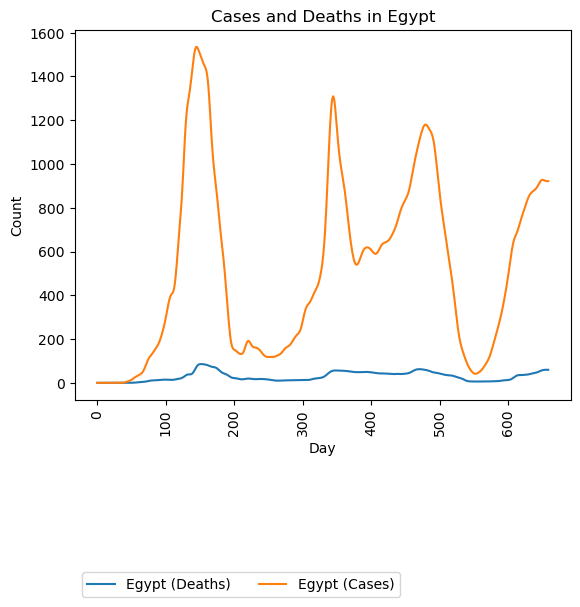 Cases and Deaths in Egypt
1600
1400
1200
1000
800
600
400
200
0
Count
0 100 200 300 400 500 600
Day
Egypt (Deaths) Egypt (Cases)